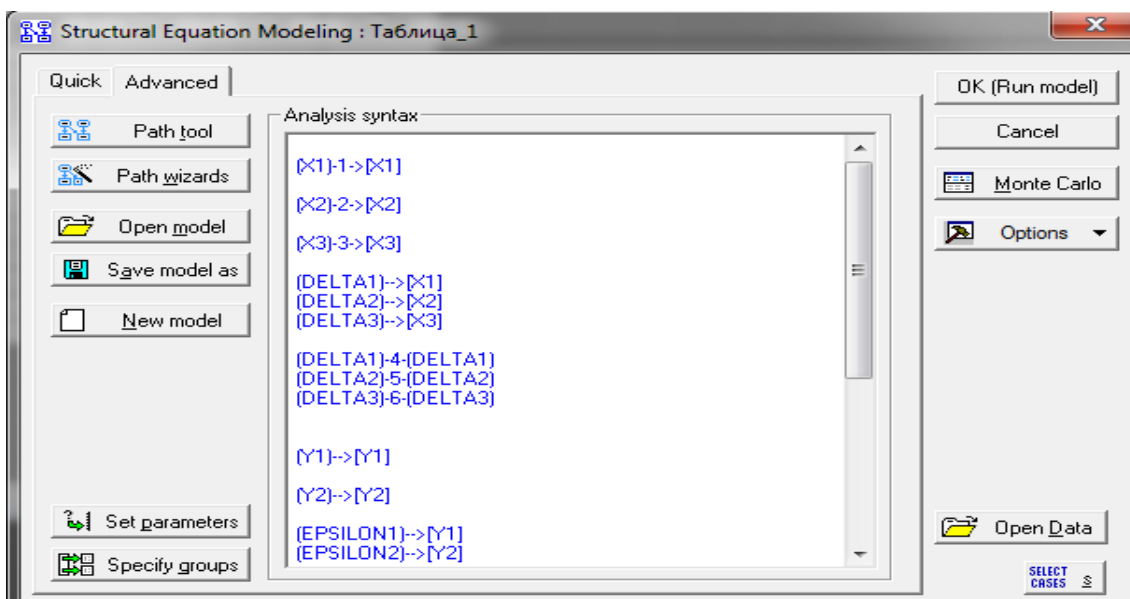 Structural Equation Modeling : Таблица_1
Quick
Advanced
OK (Run model)
Cancel
Monte Carlo
Options
Path tool
Path wizards
Open model
Save model as
New model
Analysis syntax
(X1)-1->[X1]
(X2)-2->[X2]
(X3)-3->[X3]
(DELTA1)-->[X1]
(DELTA2)-->[X2]
(DELTA3)-->[X3]
(DELTA1)-4-(DELTA1)
(DELTA2)-5-(DELTA2)
(DELTA3)-6-(DELTA3)
(Y1)-->[Y1]
(Y2)-->[Y2]
(EPSILON1)-->[Y1]
(EPSILON2)-->[Y2]
Set parameters
Specify groups
Open Data
SELECT
CASES S